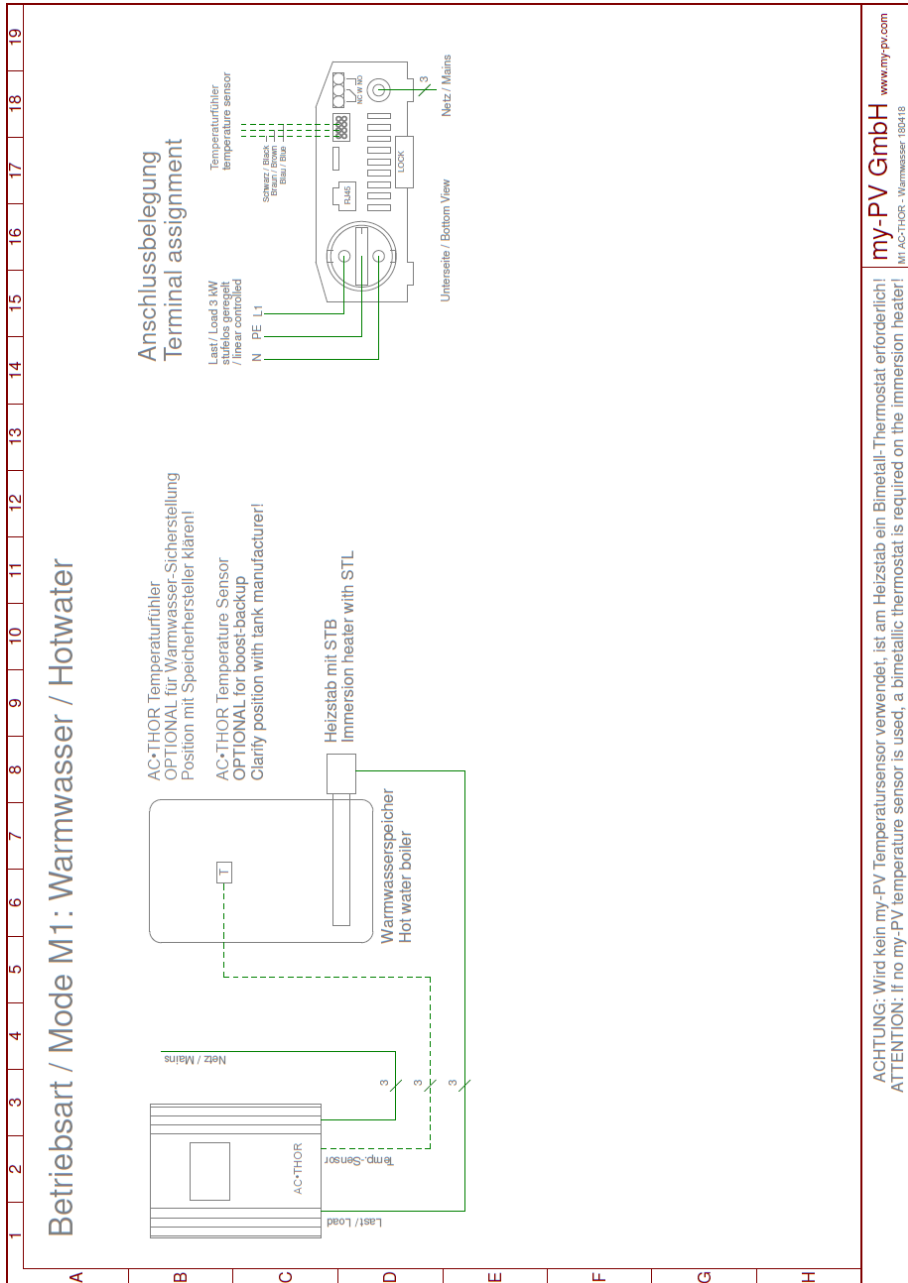 1 2 3 4 5 6 7 8 9 10 11 12 13 14 15 16 17 18 19
A
B
C
D
E
F
G
H
Betriebsart / Mode M1: Warmwasser / Hotwater
AC•THOR
Last / Load
Temp.-Sensor
Netz / Mains
3
3
3
T
AC•THOR Temperaturfühler
OPTIONAL für Warmwasser-Sicherstellung
Position mit Speicherhersteller klären!
AC•THOR Temperature Sensor
OPTIONAL for boost-backup
Clarify position with tank manufacturer!
Heizstab mit STB
Immersion heater with STL
Warmwasserspeicher
Hot water boiler
Anschlussbelegung
Terminal assignment
Last / Load 3 kW
stufelos geregelt
/ linear controlled
N PE L1
Temperaturfühler
temperature sensor
Schwarz / Black
Braun / Brown
Blau / Blue
RJ45
LOCK
NC W NO
3
Netz / Mains
Unterseite / Bottom View
ACHTUNG: Wird kein my-PV Temperatursensor verwendet, ist am Heizstab ein Bimetall-Thermostat erforderlich!
ATTENTION: If no my-PV temperature sensor is used, a bimetallic thermostat is required on the immersion heater!
my-PV GmbH www.my-pv.com
M1 AC-THOR - Warmwasser 180418